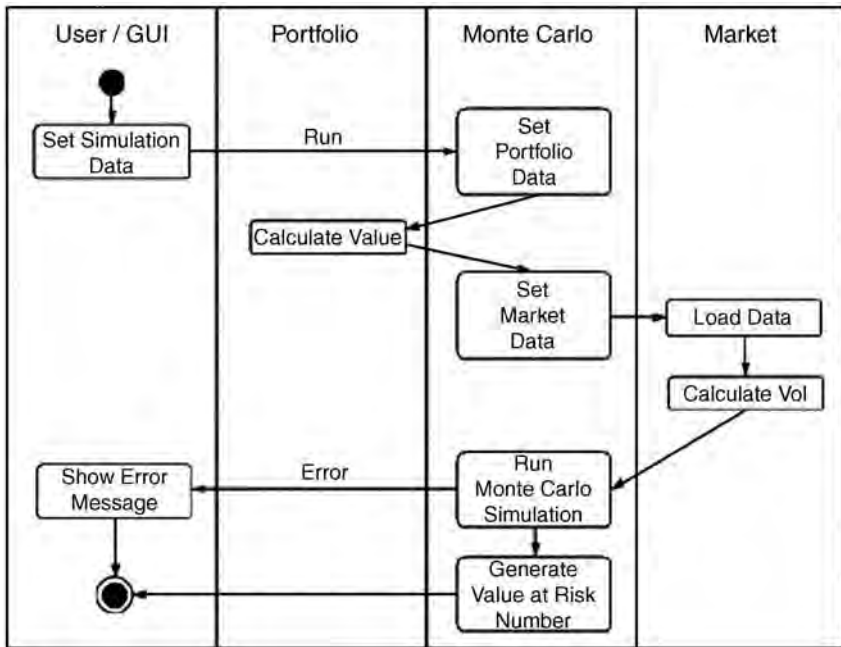 User / GUI
Portfolio
Monte Carlo
Market
Set Simulation
Data
Run
Set
Portfolio
Data
Calculate Value
Set
Market
Data
Load Data
Calculate Vol
Show Error
Message
Error
Run
Monte Carlo
Simulation
Generate
Value at Risk
Number